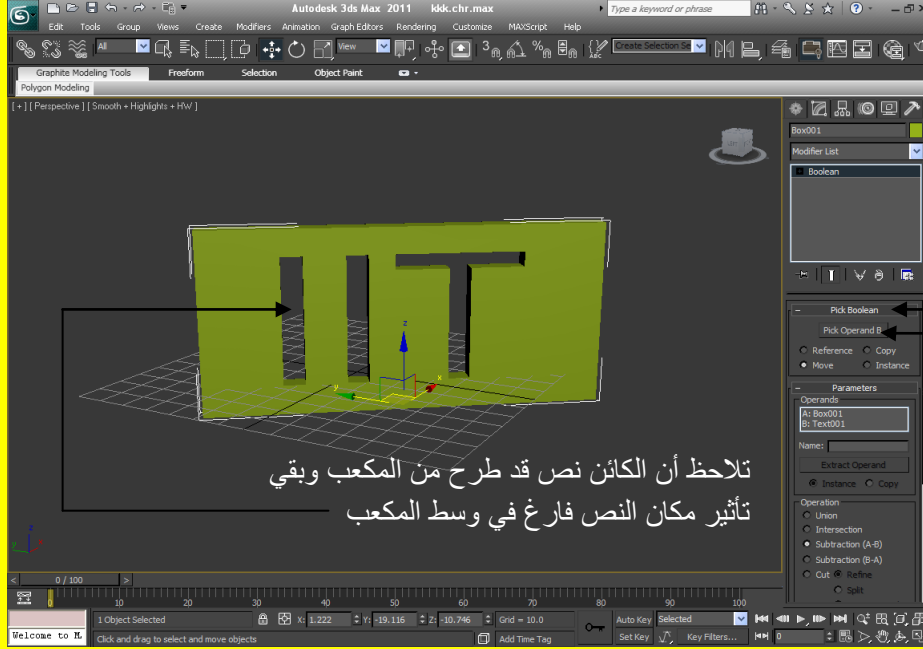 Autodesk 3ds Max 2011 kkk.chr.max
Type a keyword or phrase
Edit Tools Group Views Create Modifiers Animation Graph Editors Rendering Customize MAXScript Help
All
View
Create Selection Se
Graphite Modeling Tools Freeform Selection Object Paint
Polygon Modeling
[ + ] [ Perspective ] [ Smooth + Highlights + HW ]
Box001
Modifier List
Boolean
IIT
z
x
y
Pick Boolean
Pick Operand B
Reference Copy
Move Instance
Parameters
Operands
A: Box001
B: Text001
Name:
Extract Operand
Instance Copy
Operation
Union
Intersection
Subtraction (A-B)
Subtraction (B-A)
Cut Refine
Split
تلاحظ أن الكائن نص قد طرح من المكعب وبقي
تأثير مكان النص فارغ في وسط المكعب
z
y
0 / 100
0 10 20 30 40 50 60 70 80 90 100
1 Object Selected X: 1.222 Y: -19.116 Z: -10.746 Grid = 10.0 Auto Key Selected
Welcome to M. Click and drag to select and move objects Add Time Tag Set Key Key Filters... 0